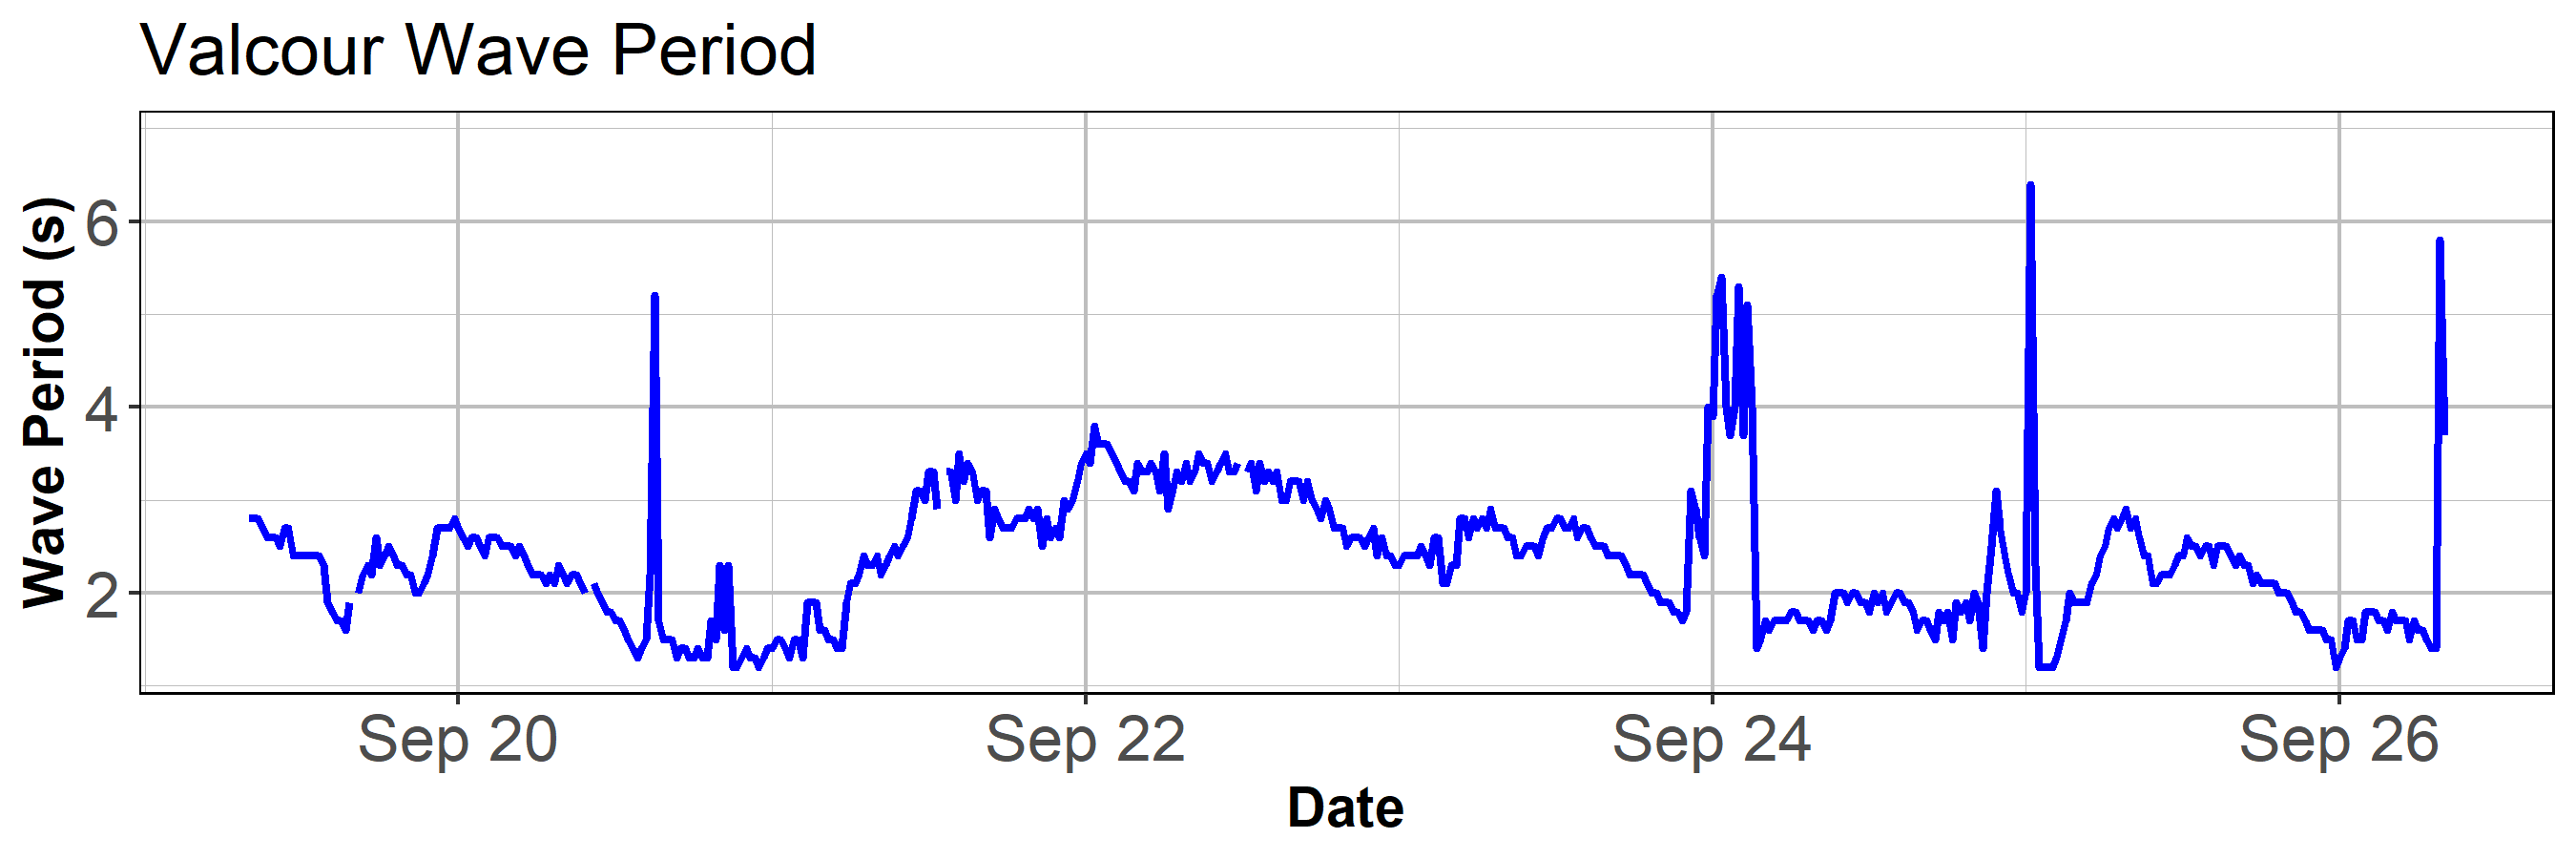 Valcour Wave Period
Wave Period (s)
6
4
2
Sep 20
Sep 22
Sep 24
Sep 26
Date